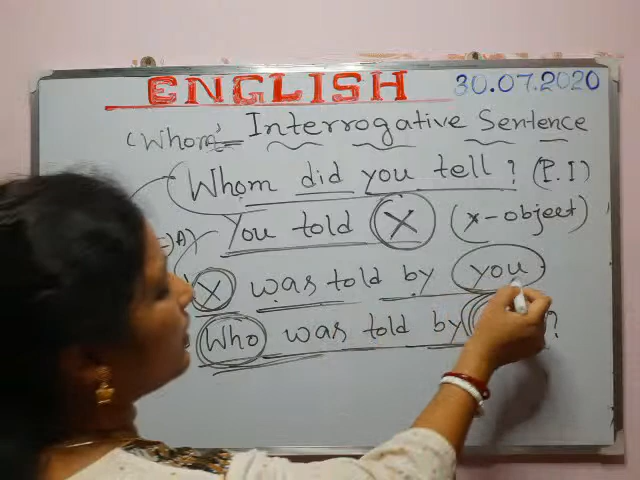 ENGLISH 30.07.2020
(Whom) = Interrogative Sentence
Whom did you tell ? (P.I)
You told X (x-object)
X was told by you
Who was told by ?